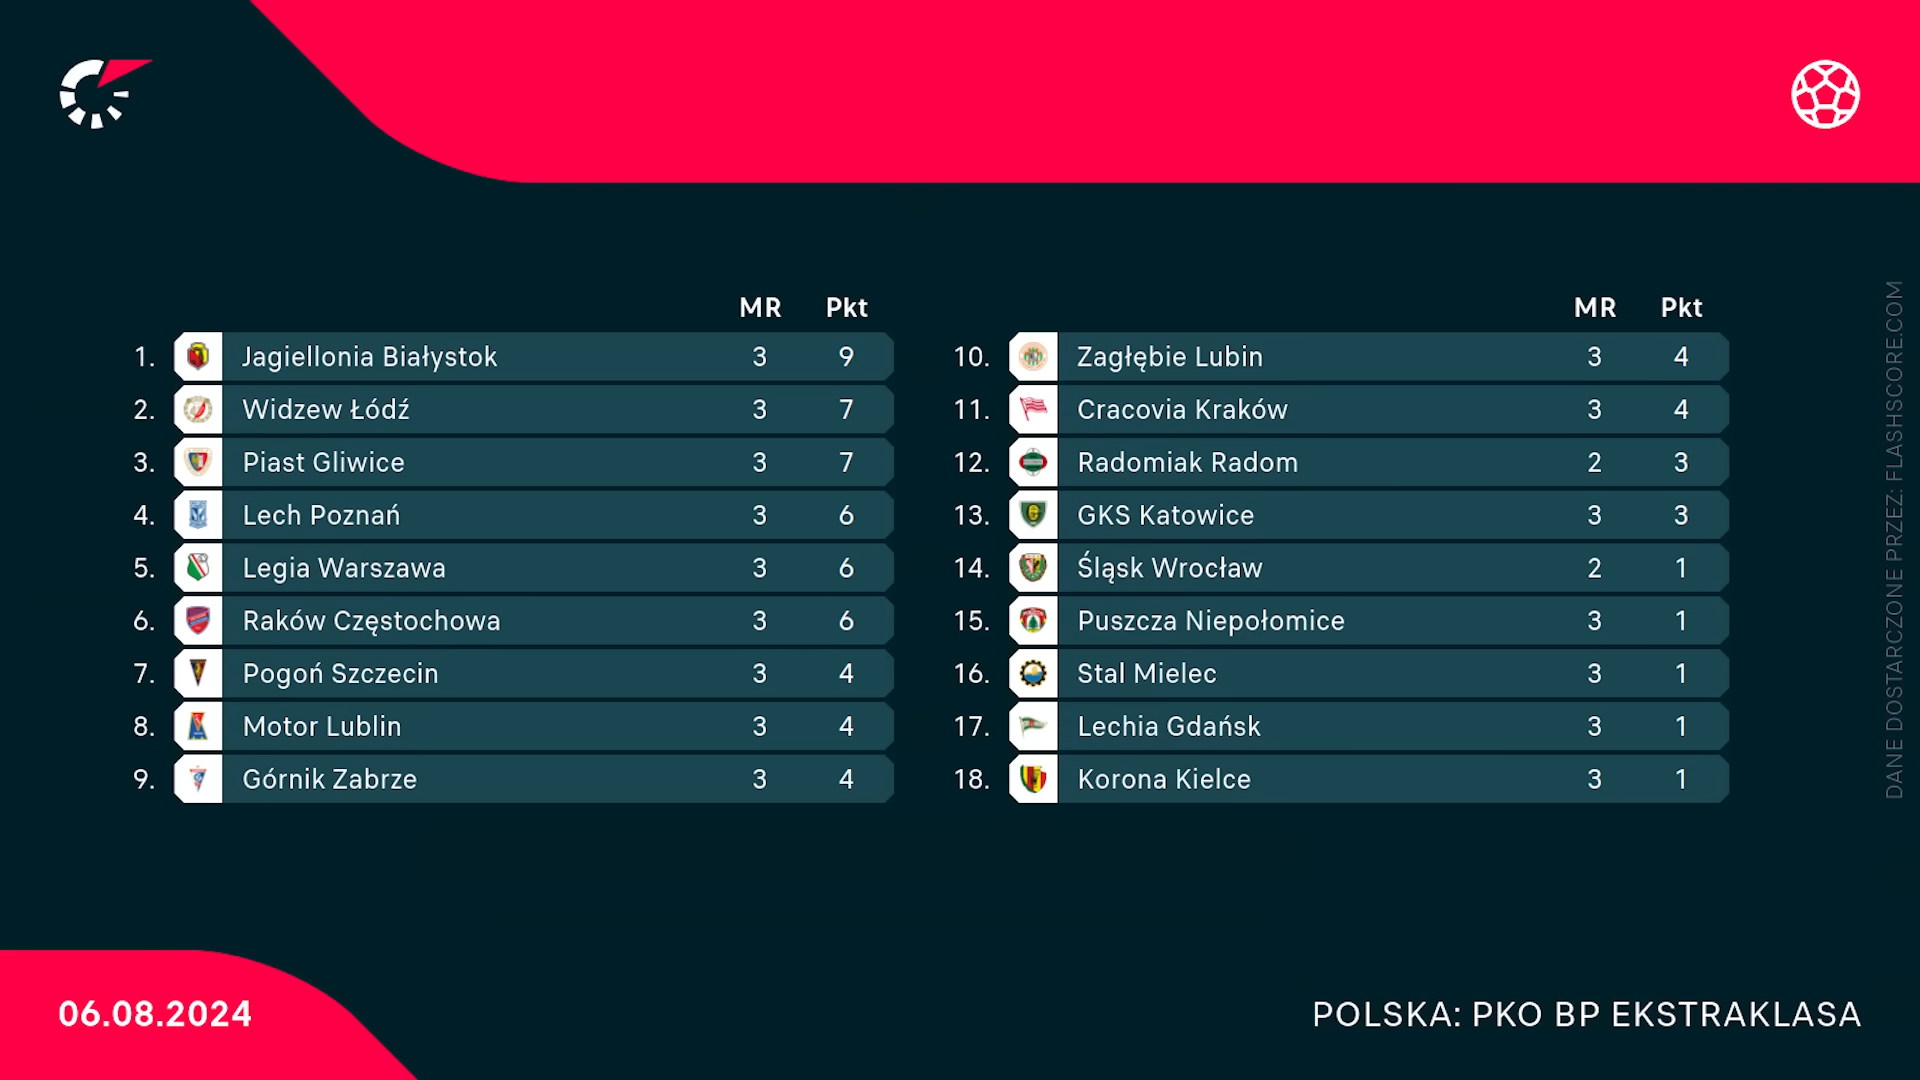 MR Pkt
1. Jagiellonia Białystok 3 9
2. Widzew Łódź 3 7
3. Piast Gliwice 3 7
4. Lech Poznań 3 6
5. Legia Warszawa 3 6
6. Raków Częstochowa 3 6
7. Pogoń Szczecin 3 4
8. Motor Lublin 3 4
9. Górnik Zabrze 3 4
MR Pkt
10. Zagłębie Lubin 3 4
11. Cracovia Kraków 3 4
12. Radomiak Radom 2 3
13. GKS Katowice 3 3
14. Śląsk Wrocław 2 1
15. Puszcza Niepołomice 3 1
16. Stal Mielec 3 1
17. Lechia Gdańsk 3 1
18. Korona Kielce 3 1
DANE DOSTARCZONE PRZEZ: FLASHSCORE.COM
06.08.2024
POLSKA: PKO BP EKSTRAKLASA